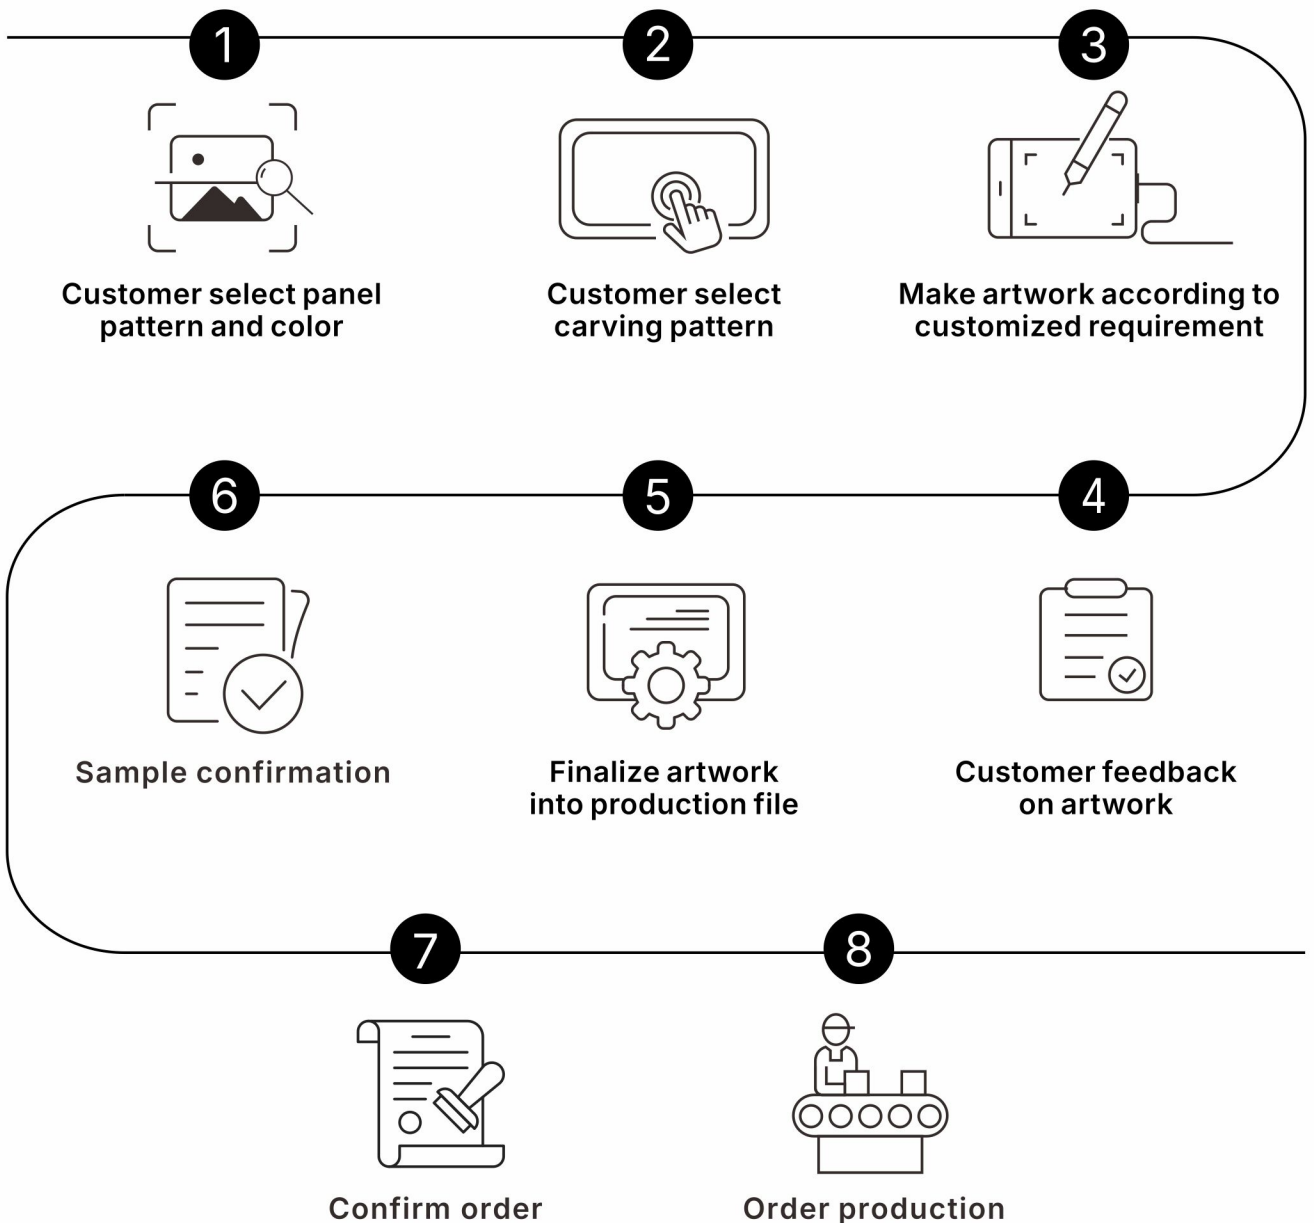 1
Customer select panel
pattern and color
2
Customer select
carving pattern
3
Make artwork according to
customized requirement
4
Customer feedback
on artwork
5
Finalize artwork
into production file
6
Sample confirmation
7
Confirm order
8
Order production